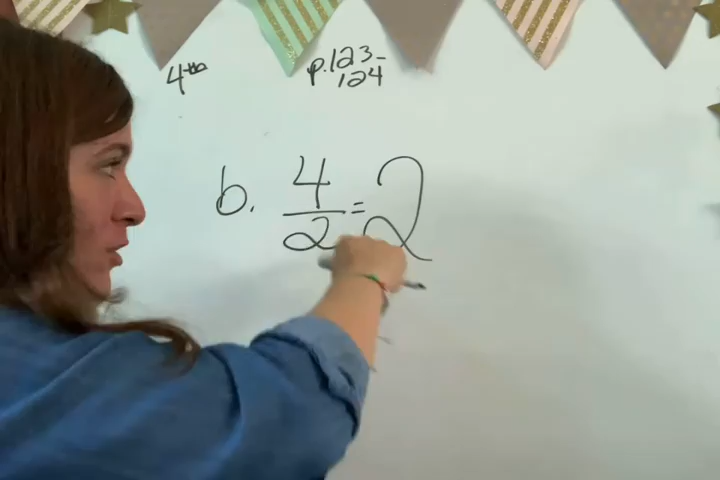 4th
p.123-
124
b. 4/2 = 2